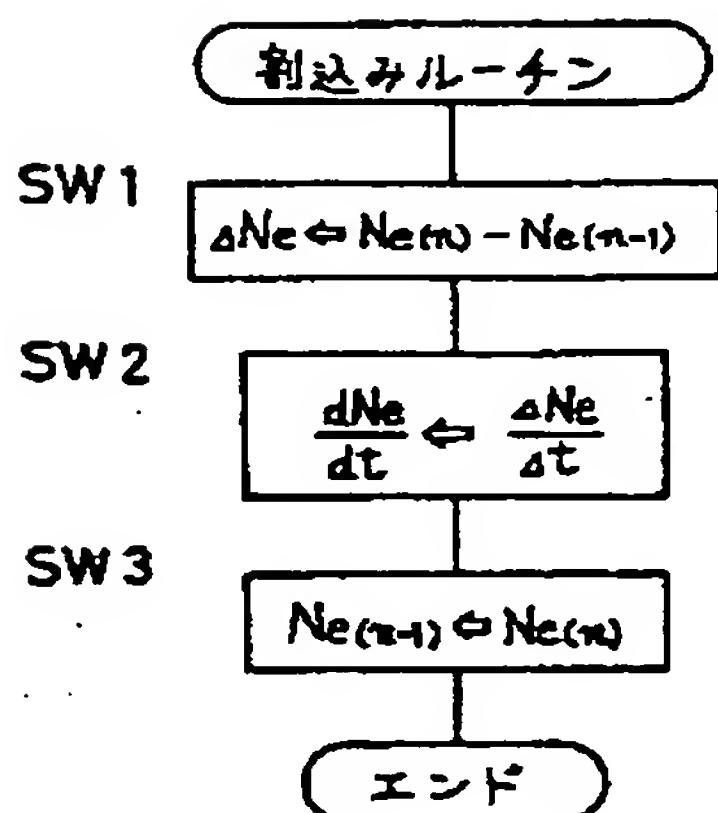 割込みルーチン
SW1
ΔNe⇦Ne(n)-Ne(n-1)
SW2
dNe/dt ⇦ ΔNe/Δt
SW3
Ne(n-1)⇦Ne(n)
エンド